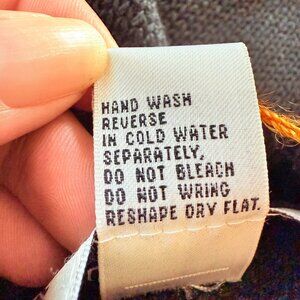 HAND WASH
REVERSE
IN COLD WATER
SEPARATELY.
DO NOT BLEACH
DO NOT WRING
RESHAPE DRY FLAT.